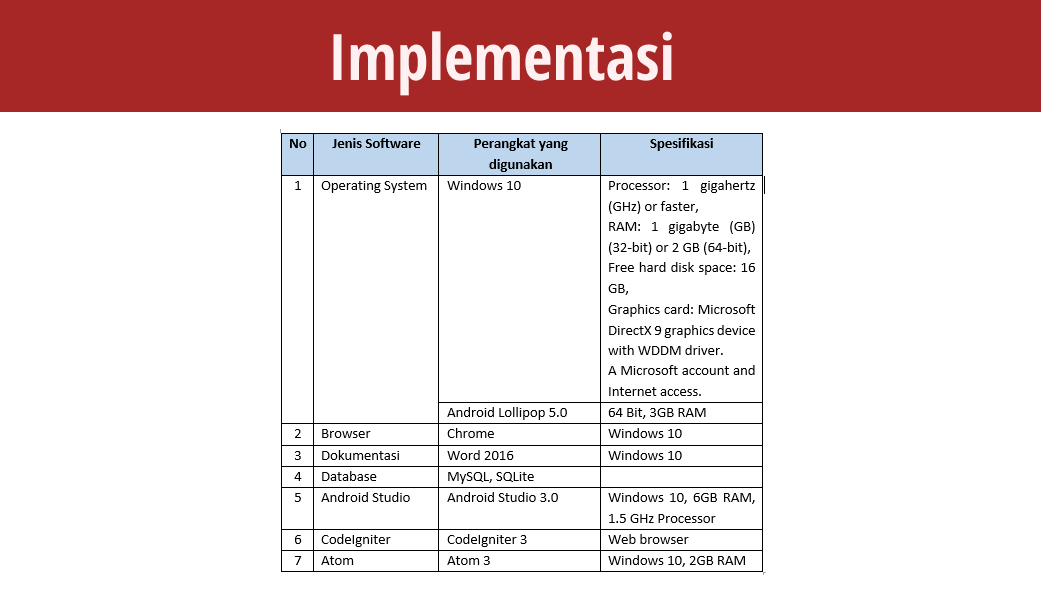 Implementasi
No Jenis Software Perangkat yang digunakan Spesifikasi
1 Operating System Windows 10 Processor: 1 gigahertz
(GHz) or faster,
RAM: 1 gigabyte (GB)
(32-bit) or 2 GB (64-bit),
Free hard disk space: 16
GB,
Graphics card: Microsoft
DirectX 9 graphics device
with WDDM driver.
A Microsoft account and
Internet access.
Android Lollipop 5.0 64 Bit, 3GB RAM
2 Browser Chrome Windows 10
3 Dokumentasi Word 2016 Windows 10
4 Database MySQL, SQLite
5 Android Studio Android Studio 3.0 Windows 10, 6GB RAM,
1.5 GHz Processor
6 CodeIgniter CodeIgniter 3 Web browser
7 Atom Atom 3 Windows 10, 2GB RAM